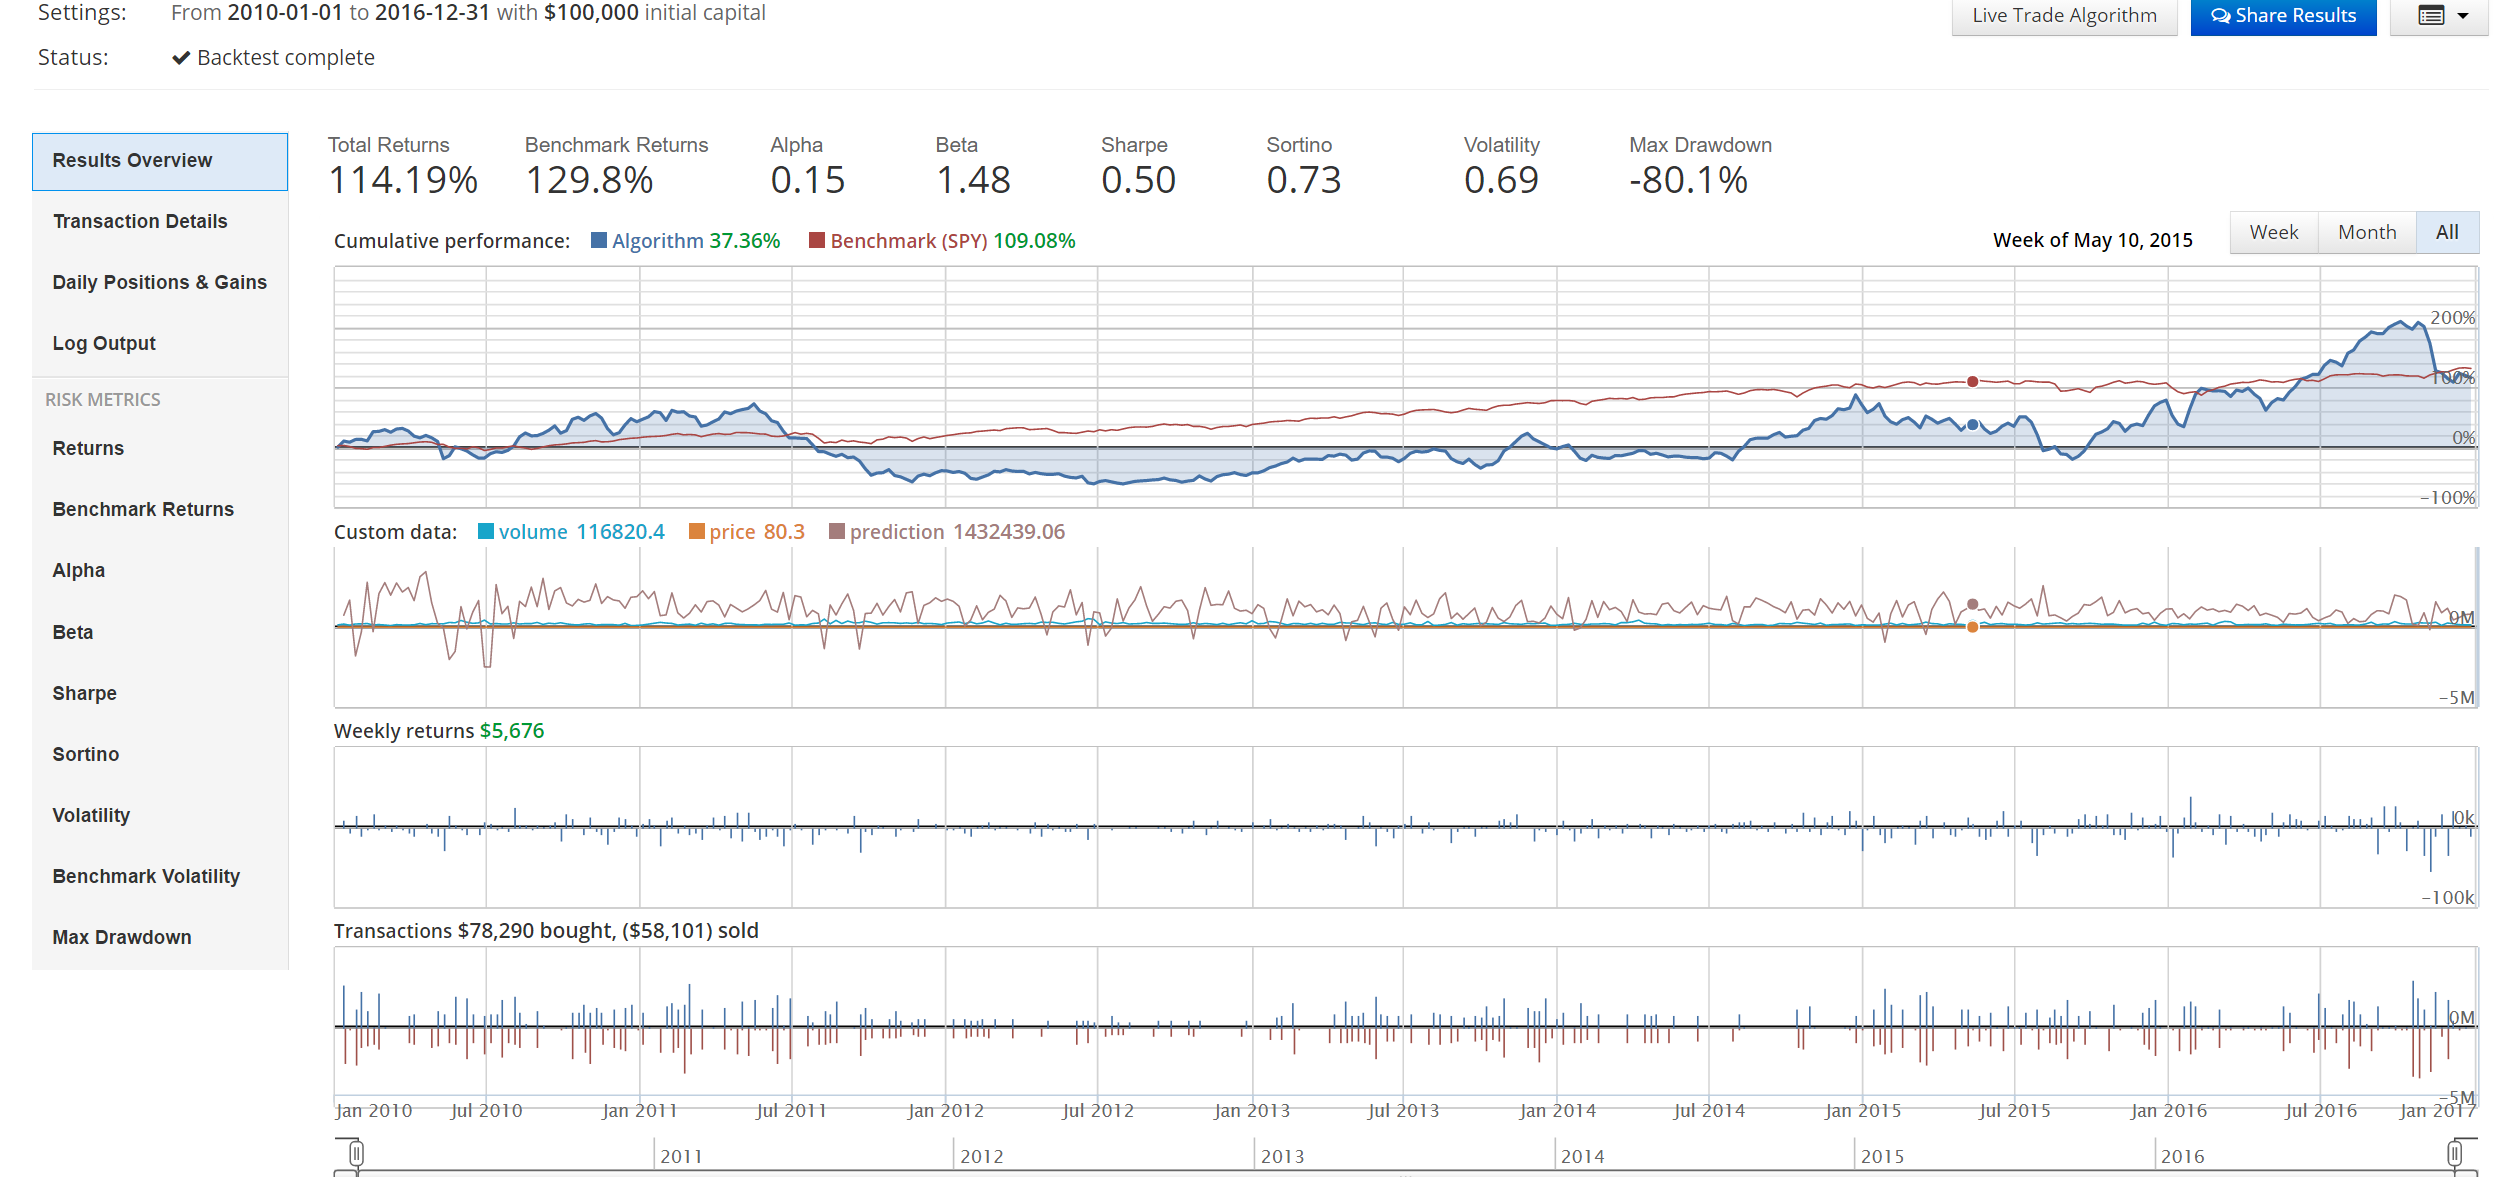 Settings: From 2010-01-01 to 2016-12-31 with $100,000 initial capital
Live Trade Algorithm
Share Results
Status: Backtest complete
Results Overview
Transaction Details
Daily Positions & Gains
Log Output
RISK METRICS
Returns
Benchmark Returns
Alpha
Beta
Sharpe
Sortino
Volatility
Benchmark Volatility
Max Drawdown
Total Returns Benchmark Returns Alpha Beta Sharpe Sortino Volatility Max Drawdown
114.19% 129.8% 0.15 1.48 0.50 0.73 0.69 -80.1%
Cumulative performance: Algorithm 37.36% Benchmark (SPY) 109.08%
Week of May 10, 2015
Week Month All
200%
100%
0%
-100%
Custom data: volume 116820.4 price 80.3 prediction 1432439.06
0M
-5M
Weekly returns $5,676
0k
-100k
Transactions $78,290 bought, ($58,101) sold
0M
-5M
Jan 2010 Jul 2010 Jan 2011 Jul 2011 Jan 2012 Jul 2012 Jan 2013 Jul 2013 Jan 2014 Jul 2014 Jan 2015 Jul 2015 Jan 2016 Jul 2016 Jan 2017
2011 2012 2013 2014 2015 2016